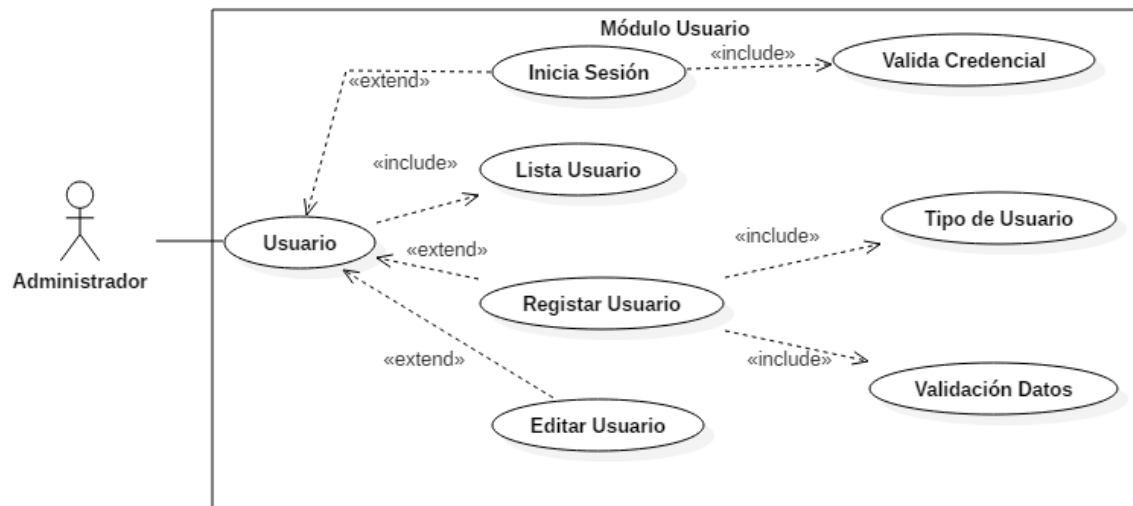 Módulo Usuario
Inicia Sesión
«include»
Valida Credencial
«extend»
«include»
Lista Usuario
Tipo de Usuario
«include»
Usuario
«extend»
Administrador
Registar Usuario
«extend»
«include»
Validación Datos
Editar Usuario